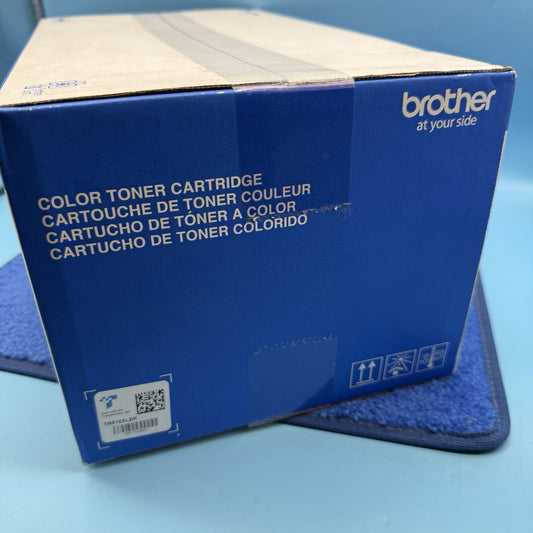 brother
at your side
COLOR TONER CARTRIDGE
CARTOUCHE DE TONER COULEUR
CARTUCHO DE TÓNER A COLOR
CARTUCHO DE TONER COLORIDO